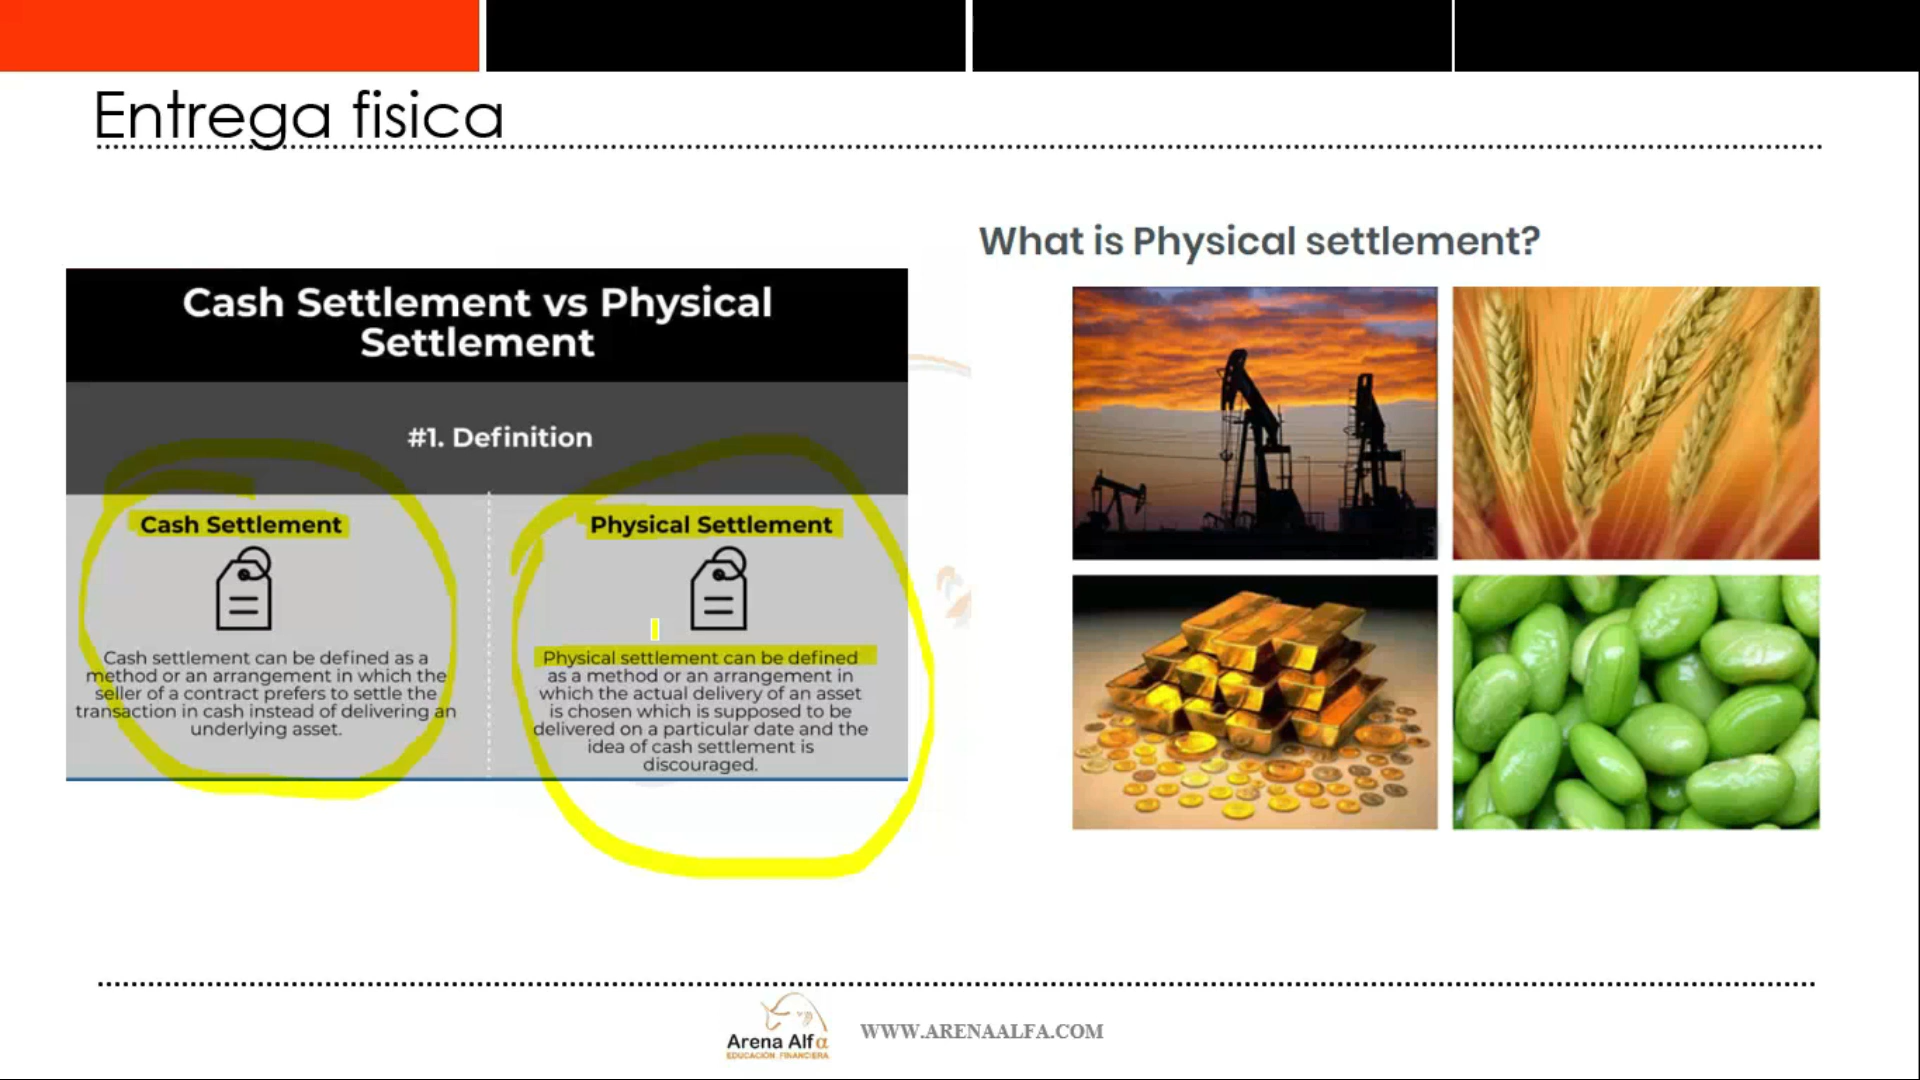 Entrega fisica
Cash Settlement vs Physical
Settlement
#1. Definition
Cash Settlement
Cash settlement can be defined as a
method or an arrangement in which the
seller of a contract prefers to settle the
transaction in cash instead of delivering an
underlying asset.
Physical Settlement
Physical settlement can be defined
as a method or an arrangement in
which the actual delivery of an asset
is chosen which is supposed to be
delivered on a particular date and the
idea of cash settlement is
discouraged.
What is Physical settlement?
Arena Alfα
EDUCACIÓN FINANCIERA
WWW.ARENAALFA.COM